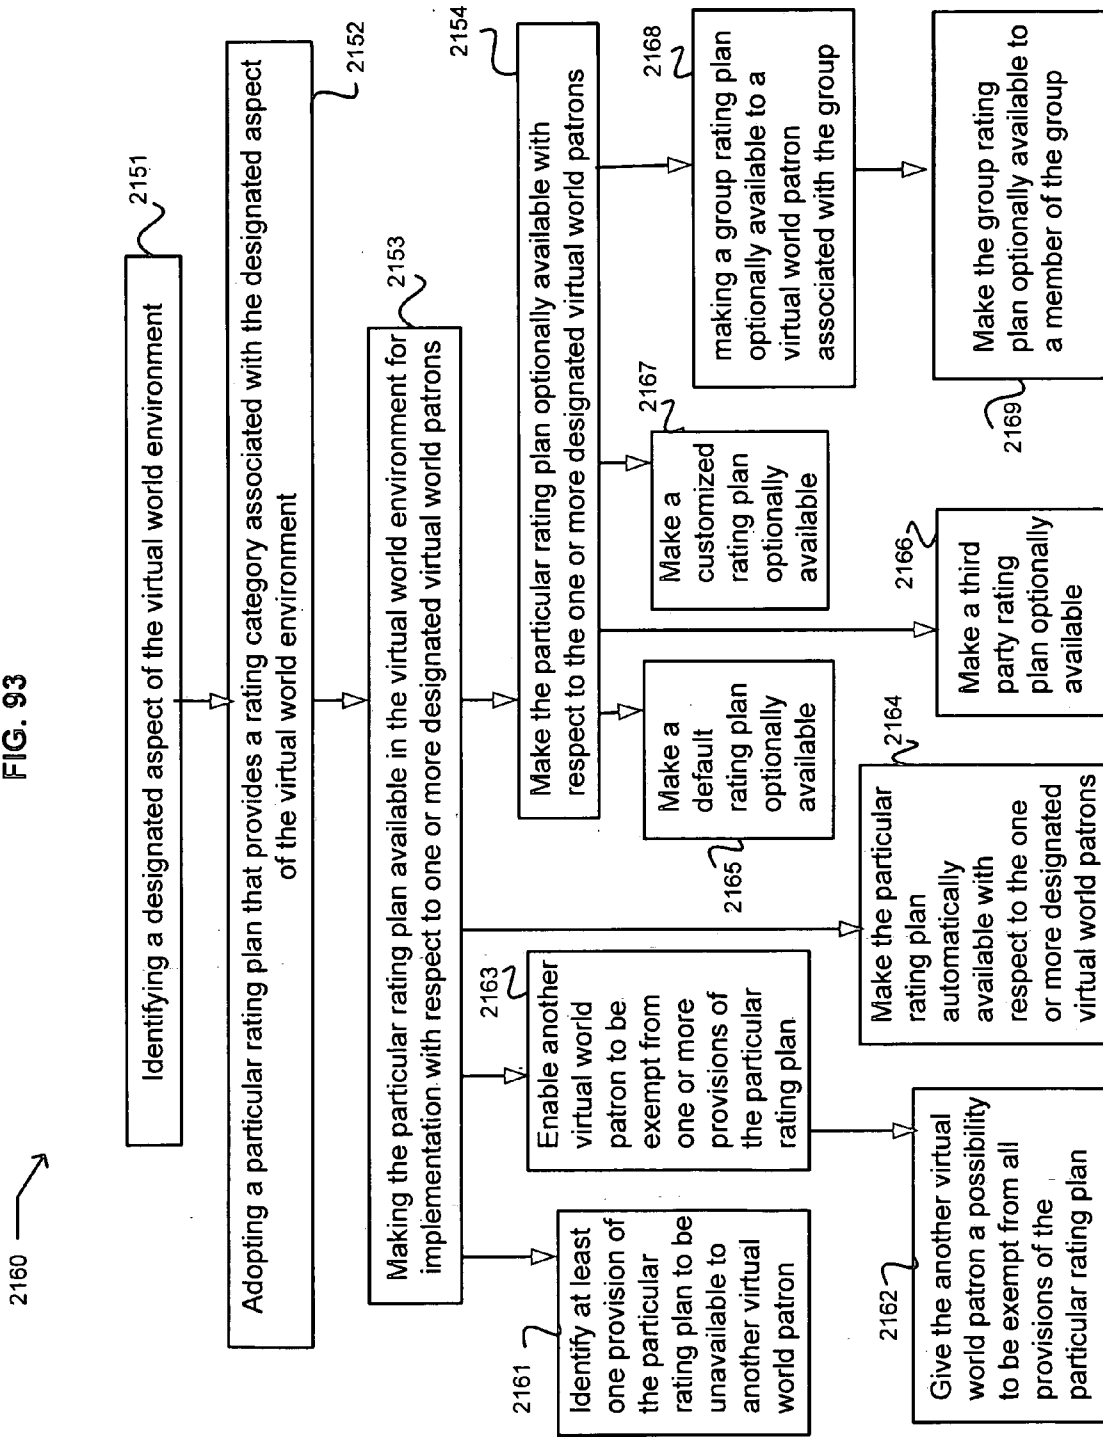 FIG. 93
2160
2151
Identifying a designated aspect of the virtual world environment
2152
Adopting a particular rating plan that provides a rating category associated with the designated aspect
of the virtual world environment
2153
Making the particular rating plan available in the virtual world environment for
implementation with respect to one or more designated virtual world patrons
2154
Make the particular rating plan optionally available with
respect to the one or more designated virtual world patrons
2161
Identify at least
one provision of
the particular
rating plan to be
unavailable to
another virtual
world patron
2163
Enable another
virtual world
patron to be
exempt from
one or more
provisions of
the particular
rating plan
2162
Give the another virtual
world patron a possibility
to be exempt from all
provisions of the
particular rating plan
2164
Make the particular
rating plan
automatically
available with
respect to the one
or more designated
virtual world patrons
2165
Make a
default
rating plan
optionally
available
2166
Make a third
party rating
plan optionally
available
2167
Make a
customized
rating plan
optionally
available
2168
making a group rating plan
optionally available to a
virtual world patron
associated with the group
2169
Make the group rating
plan optionally available to
a member of the group